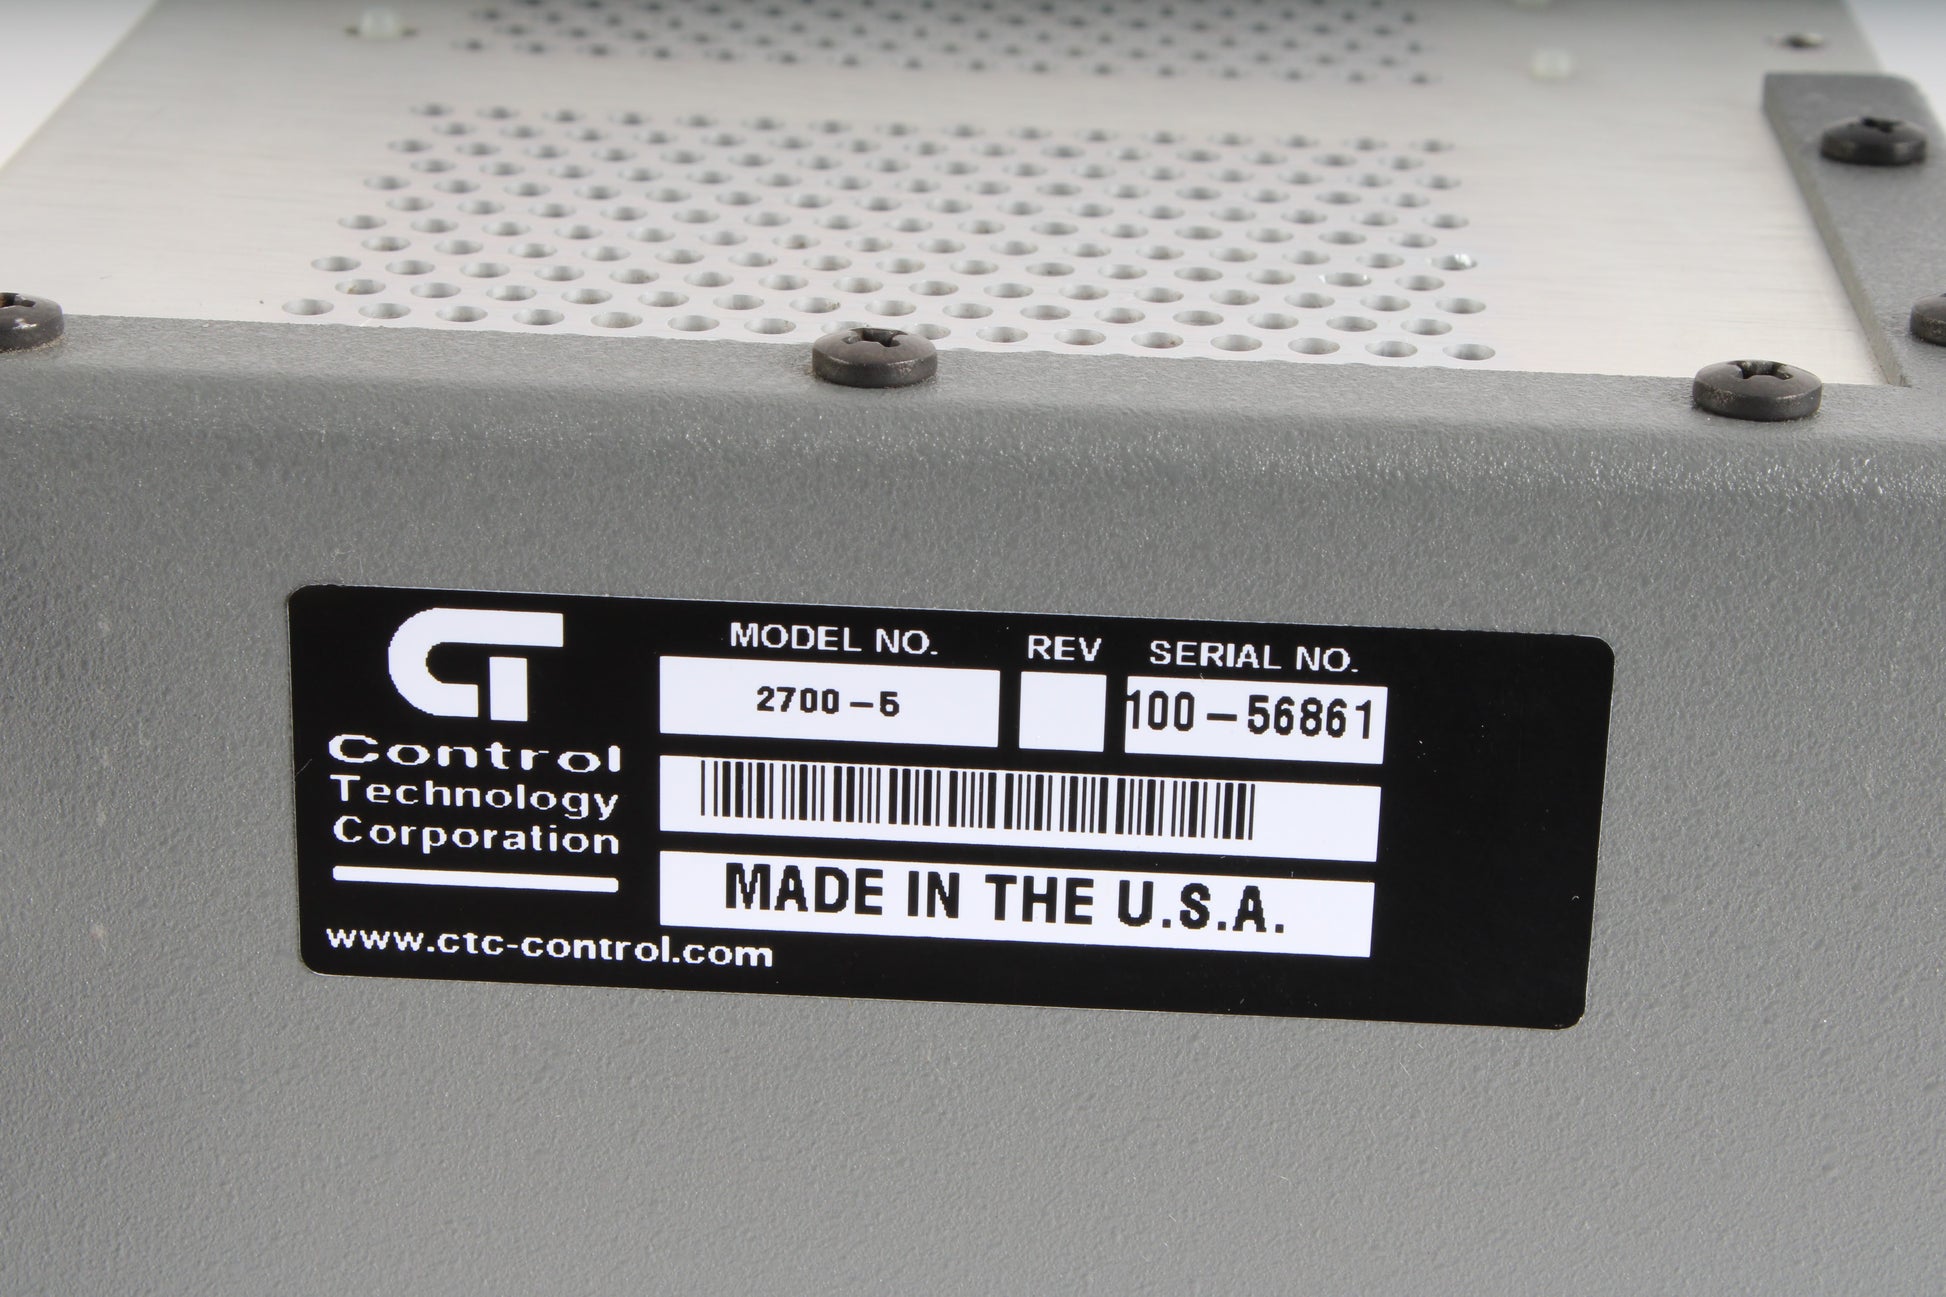 CT
Control
Technology
Corporation
www.ctc-control.com
MODEL NO.
2700-5
REV
SERIAL NO.
100-56861
MADE IN THE U.S.A.